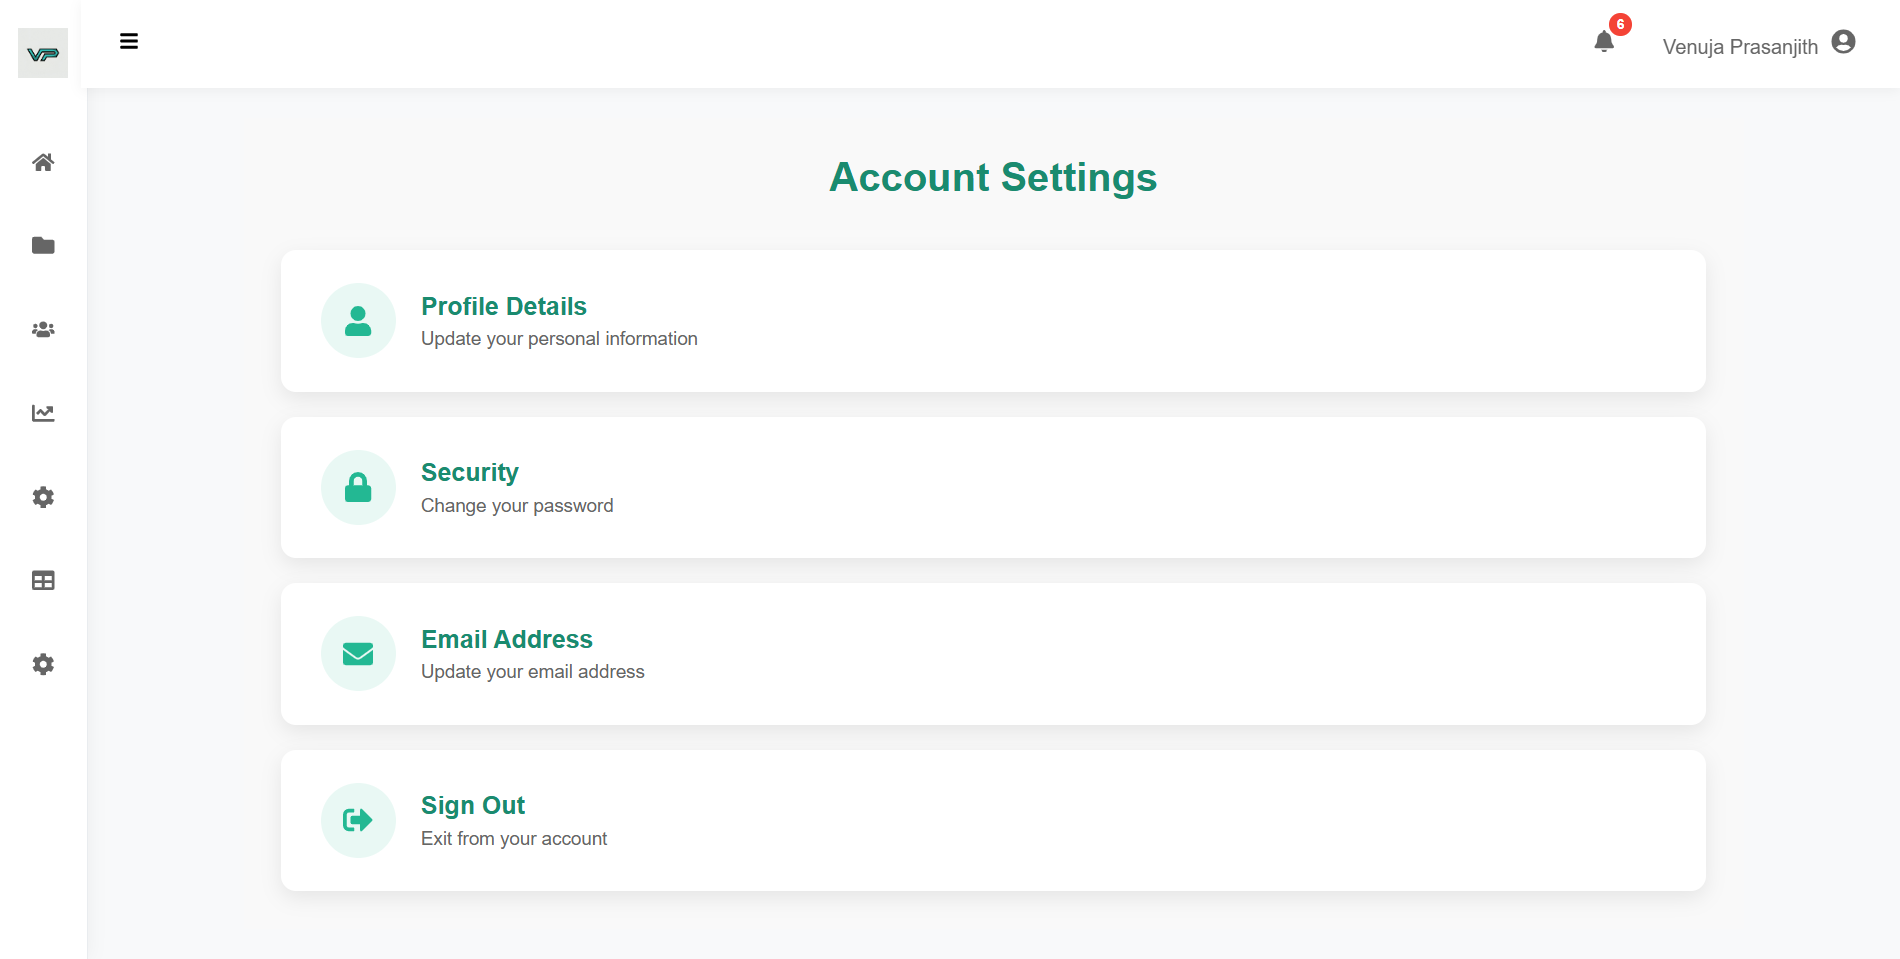 VP
6
Venuja Prasanjith
Account Settings
Profile Details
Update your personal information
Security
Change your password
Email Address
Update your email address
Sign Out
Exit from your account